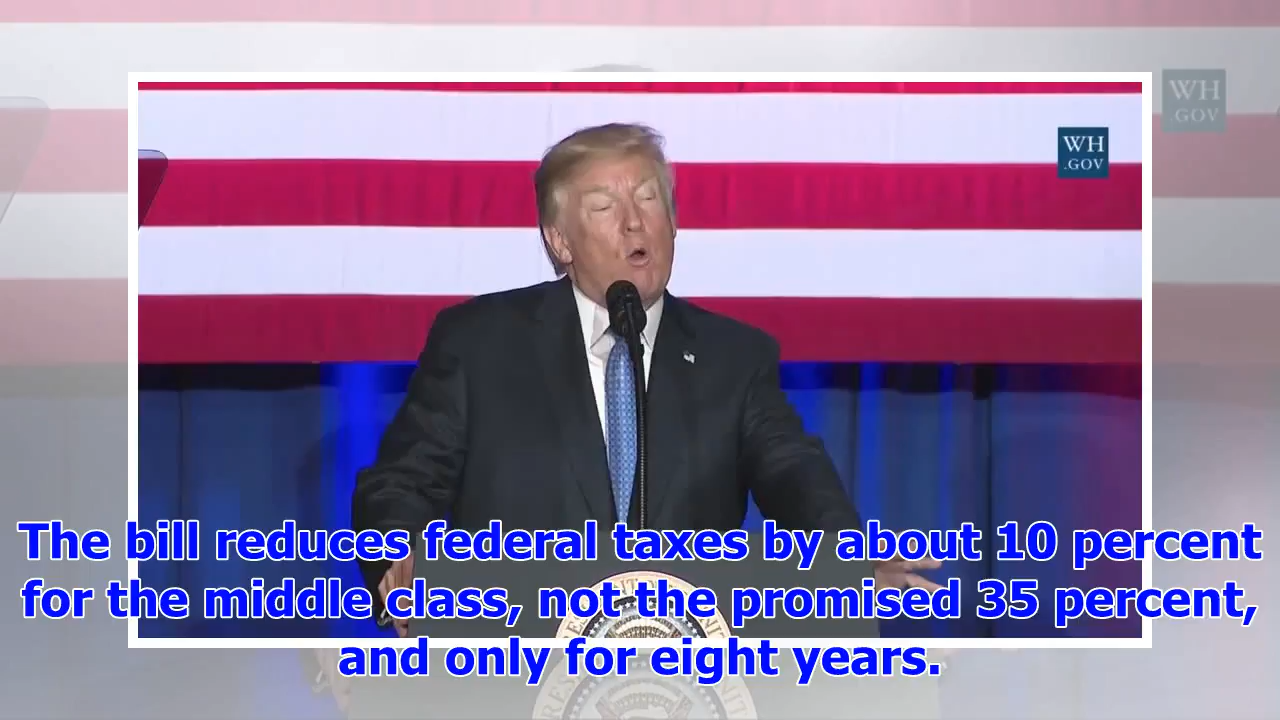 WH
.GOV
WH
.GOV
The bill reduces federal taxes by about 10 percent
for the middle class, not the promised 35 percent,
and only for eight years.